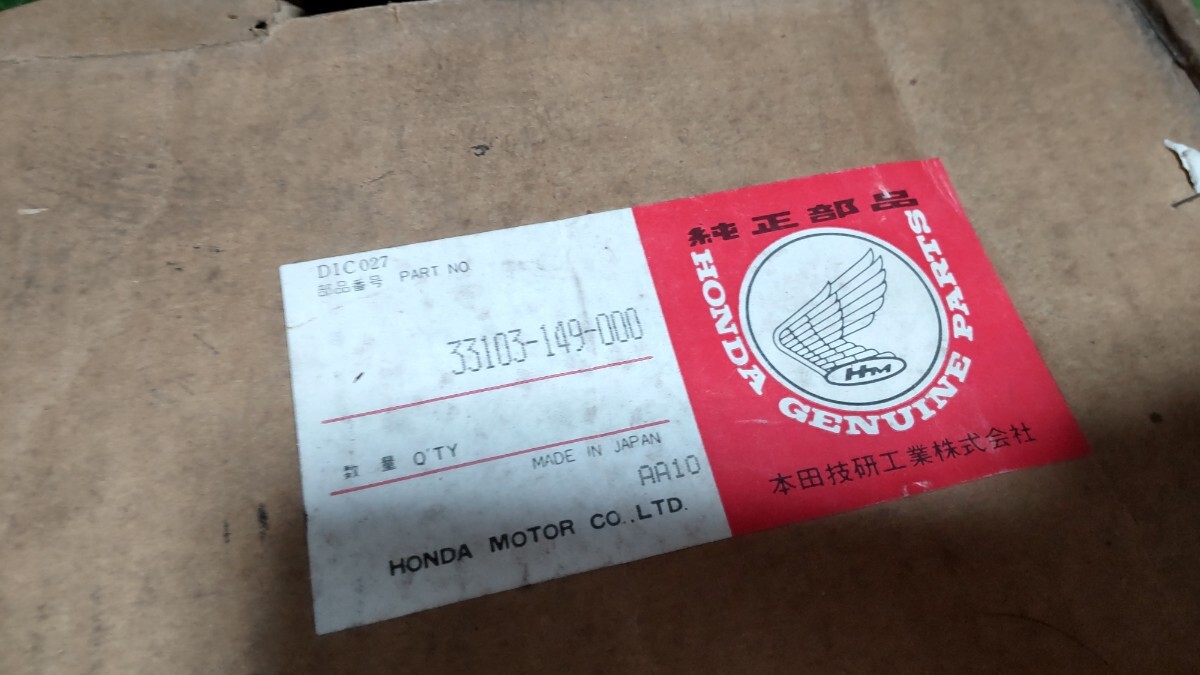 DIC027
部品番号 PART NO
33103-149-000
数量 Q'TY
MADE IN JAPAN
AA10
HONDA MOTOR CO.,LTD.
純正部品
HONDA GENUINE PARTS
HM
本田技研工業株式会社